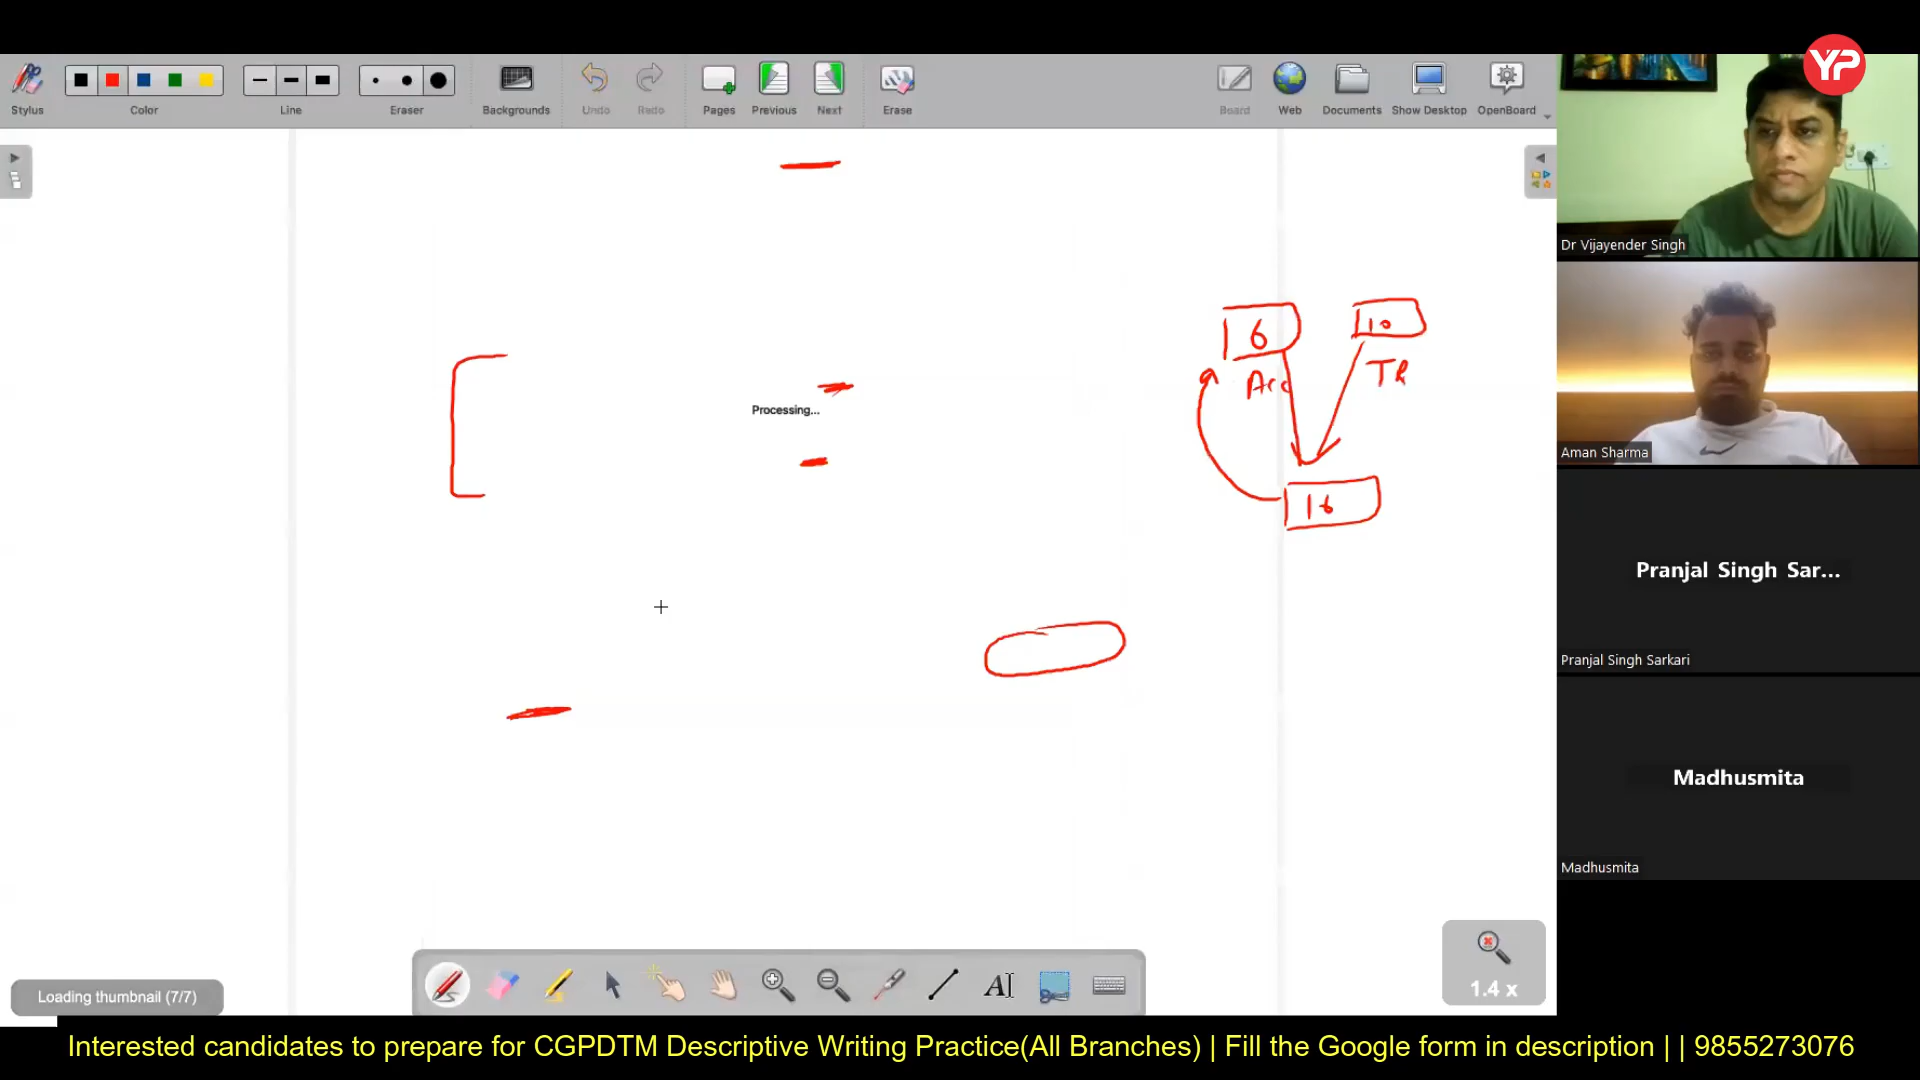 YP
Stylus
Color
Line
Eraser
Backgrounds
Undo
Redo
Pages
Previous
Next
Erase
Board
Web
Documents
Show Desktop
OpenBoard
Dr Vijayender Singh
6
10
Acc
TR
Processing...
16
Aman Sharma
Pranjal Singh Sar...
Pranjal Singh Sarkari
Madhusmita
Madhusmita
AI
1.4 x
Loading thumbnail (7/7)
Interested candidates to prepare for CGPDTM Descriptive Writing Practice(All Branches) | Fill the Google form in description | | 9855273076